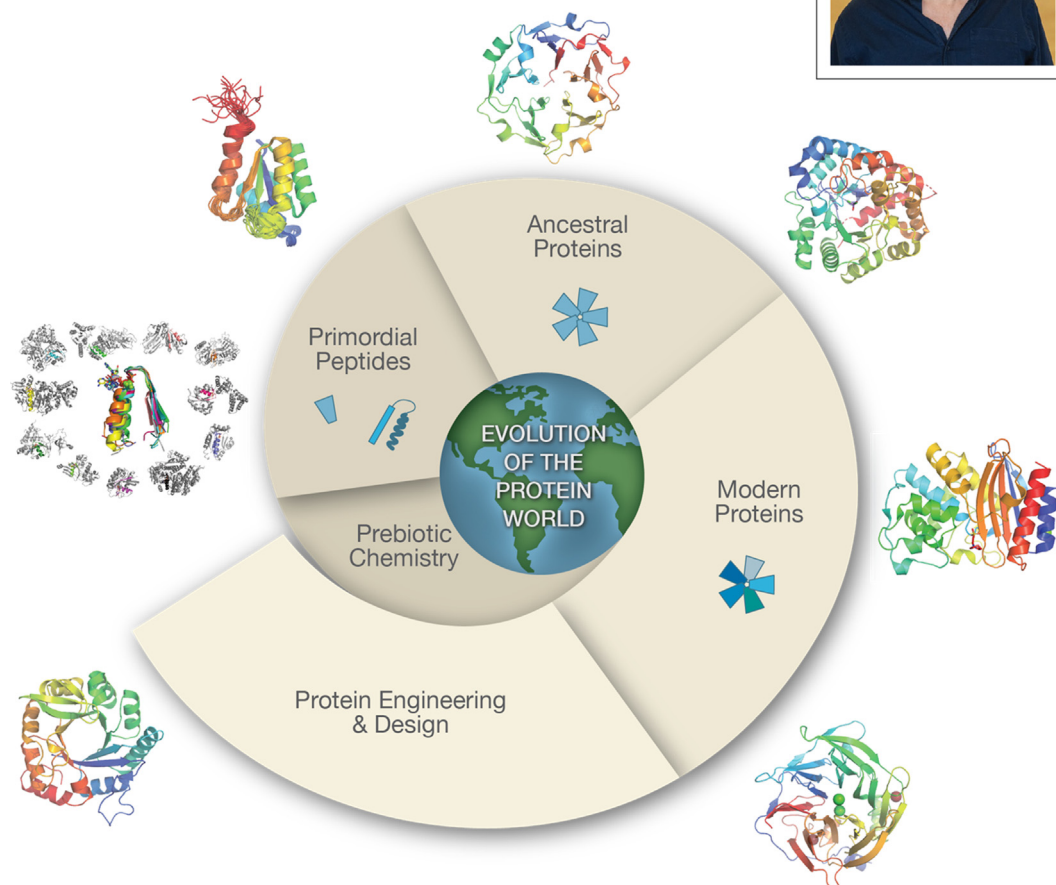 Ancestral
Proteins
Primordial
Peptides
EVOLUTION
OF THE
PROTEIN
WORLD
Modern
Proteins
Prebiotic
Chemistry
Protein Engineering
& Design